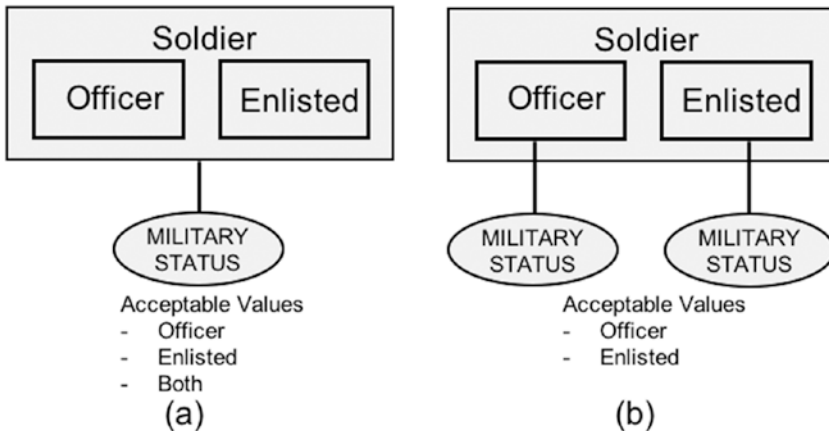 Soldier
Officer
Enlisted
MILITARY
STATUS
Acceptable Values
- Officer
- Enlisted
- Both
(a)
Soldier
Officer
Enlisted
MILITARY
STATUS
MILITARY
STATUS
Acceptable Values
- Officer
- Enlisted
(b)